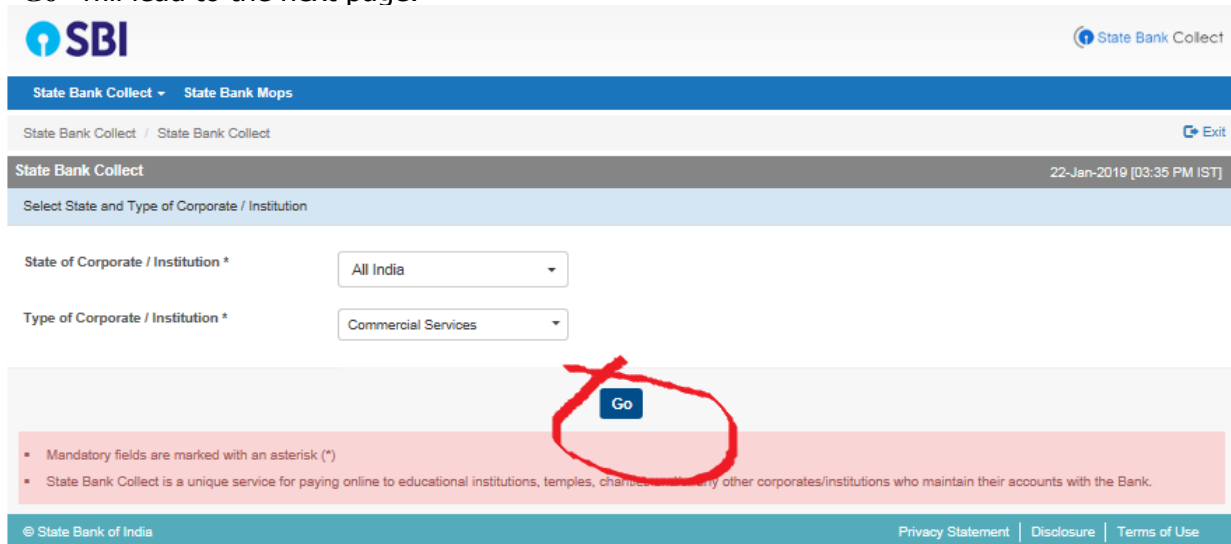 SBI
State Bank Collect
State Bank Collect State Bank Mops
State Bank Collect / State Bank Collect
Exit
State Bank Collect
22-Jan-2019 [03:35 PM IST]
Select State and Type of Corporate / Institution
State of Corporate / Institution *
All India
Type of Corporate / Institution *
Commercial Services
Go
Mandatory fields are marked with an asterisk (*)
State Bank Collect is a unique service for paying online to educational institutions, temples, other corporates/institutions who maintain their accounts with the Bank.
© State Bank of India
Privacy Statement | Disclosure | Terms of Use